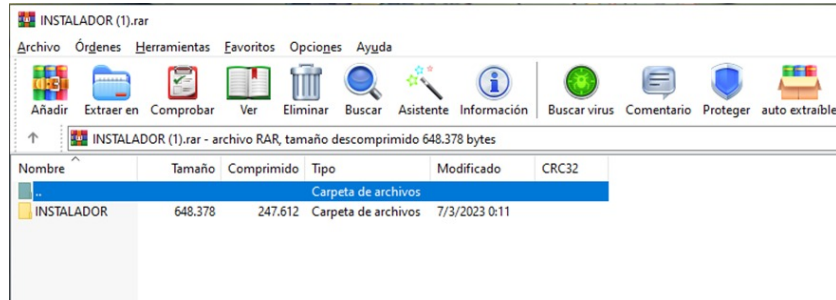 INSTALADOR (1).rar
Archivo Órdenes Herramientas Favoritos Opciones Ayuda
Añadir Extraer en Comprobar Ver Eliminar Buscar Asistente Información Buscar virus Comentario Proteger auto extraíble
INSTALADOR (1).rar - archivo RAR, tamaño descomprimido 648.378 bytes
Nombre Tamaño Comprimido Tipo Modificado CRC32
.. Carpeta de archivos
INSTALADOR 648.378 247.612 Carpeta de archivos 7/3/2023 0:11